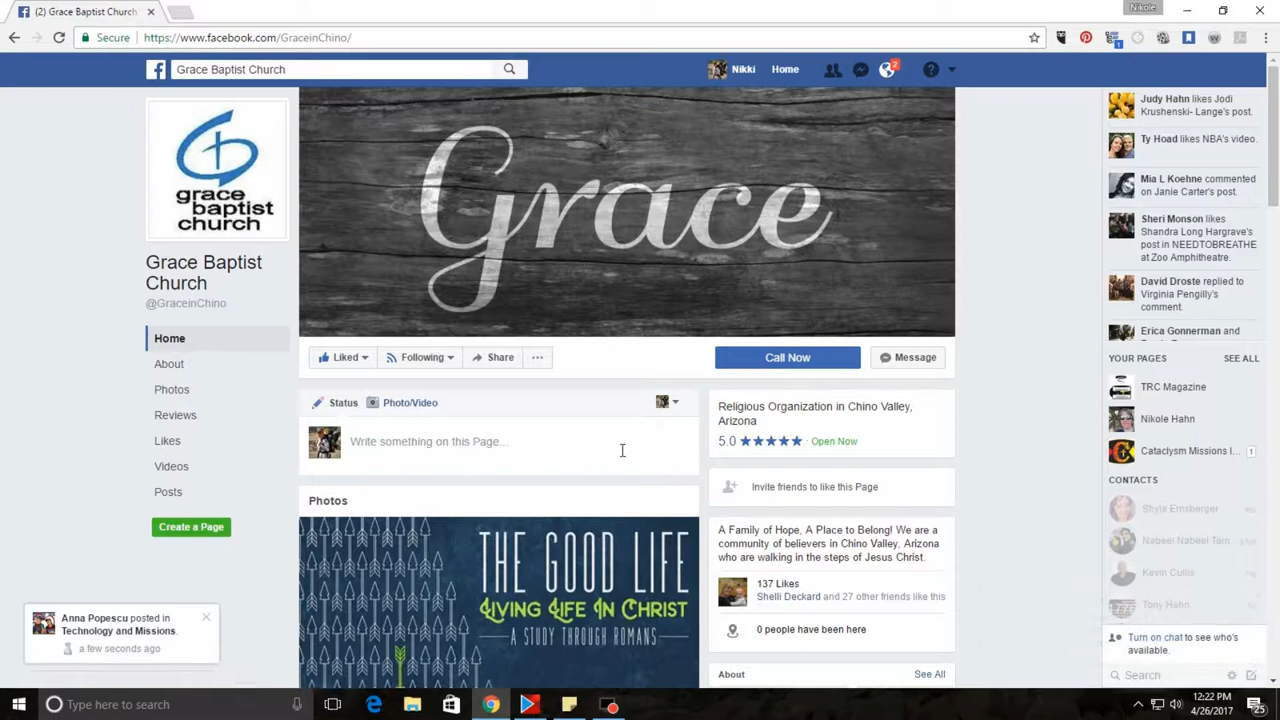 (2) Grace Baptist Church
Nikole
Secure
https://www.facebook.com/GraceinChino/
1
Grace Baptist Church
Nikki
Home
2
grace
baptist
church
Grace
Grace Baptist
Church
@GraceinChino
Home
About
Photos
Reviews
Likes
Videos
Posts
Create a Page
Liked
Following
Share
Call Now
Message
Status
Photo/Video
Write something on this Page...
Photos
THE GOOD LIFE
LIVING LIFE IN CHRIST
A STUDY THROUGH ROMANS
Religious Organization in Chino Valley,
Arizona
5.0 ★★★★★ Open Now
Invite friends to like this Page
A Family of Hope, A Place to Belong! We are a
community of believers in Chino Valley, Arizona
who are walking in the steps of Jesus Christ.
137 Likes
Shelli Deckard and 27 other friends like this
0 people have been here
About
See All
Judy Hahn likes Jodi
Krushenski- Lange's post.
Ty Hoad likes NBA's video.
Mia L Koehne commented
on Janie Carter's post.
Sheri Monson likes
Shandra Long Hargrave's
post in NEEDTOBREATHE
at Zoo Amphitheatre.
David Droste replied to
Virginia Pengilly's
comment.
Erica Gonnerman and
YOUR PAGES
SEE ALL
TRC Magazine
Nikole Hahn
Cataclysm Missions I...
1
CONTACTS
Shyla Ernsberger
Nabeel Nabeel Tam...
Kevin Cullis
Tony Hahn
Turn on chat to see who's
available.
Search
Anna Popescu posted in
Technology and Missions.
a few seconds ago
Type here to search
12:22 PM
4/26/2017
25